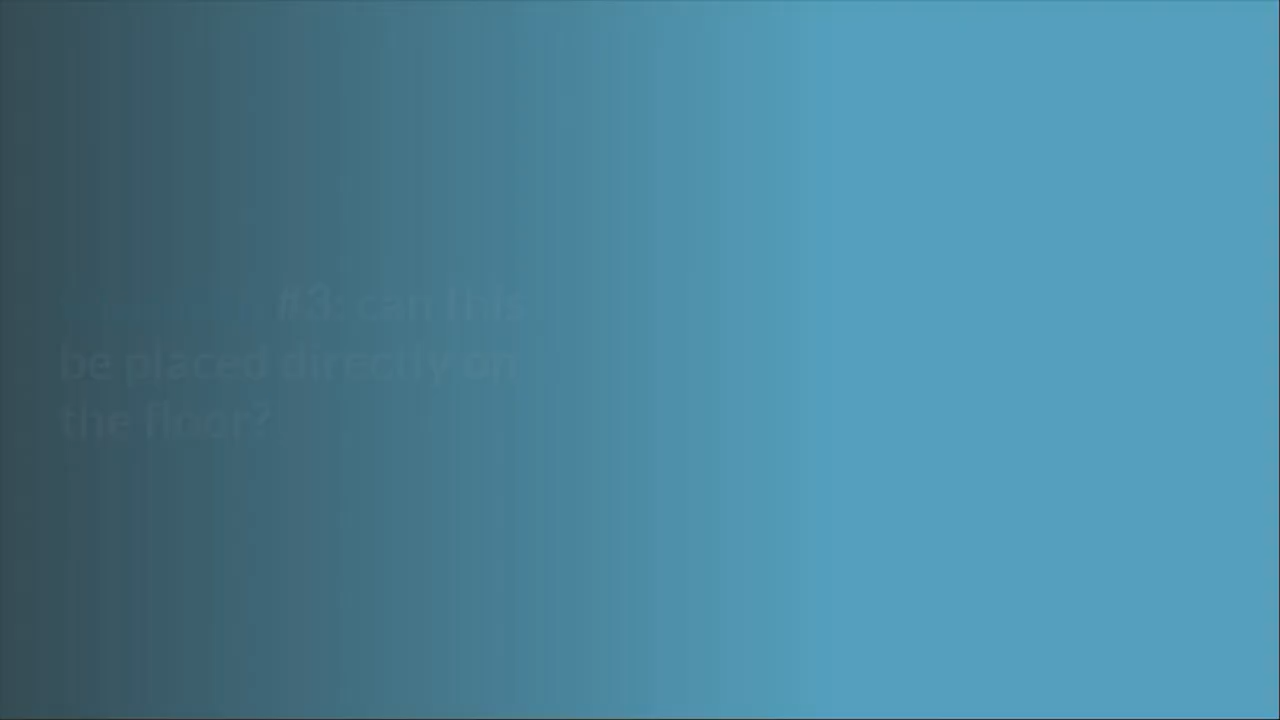 #3: can this
be placed directly on
the floor?